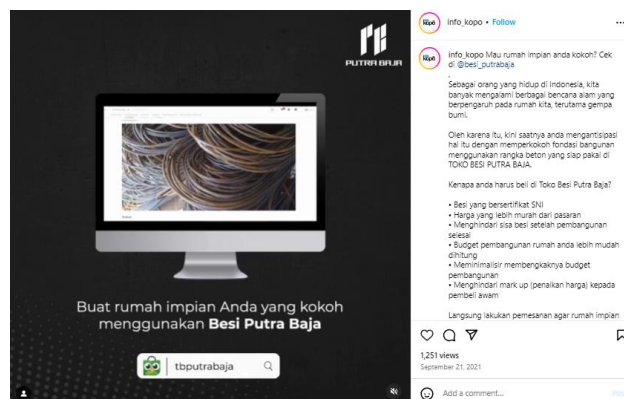 PUTRA BAJA
Buat rumah impian Anda yang kokoh
menggunakan Besi Putra Baja
tbputrabaja
info_kopo • Follow
info_kopo Mau rumah impian anda kokoh? Cek
di @besi_putrabaja
.
Sebagai orang yang hidup di Indonesia, kita
banyak mengalami berbagai bencana alam yang
berpengaruh pada rumah kita, terutama gempa
bumi.
Oleh karena itu, kini saatnya anda mengantisipasi
hal itu dengan memperkokoh fondasi bangunan
menggunakan rangka beton yang siap pakai di
TOKO BESI PUTRA BAJA.
Kenapa anda harus beli di Toko Besi Putra Baja?
• Besi yang bersertifikat SNI
• Harga yang lebih murah dari pasaran
• Menghindari sisa besi setelah pembangunan
selesai
• Budget pembangunan rumah anda lebih mudah
dihitung
• Meminimalisir membengkaknya budget
pembangunan
• Menghindari mark up (penaikan harga) kepada
pembeli awam
Langsung lakukan pemesanan agar rumah impian
1,251 views
September 21, 2021
Add a comment...
Post